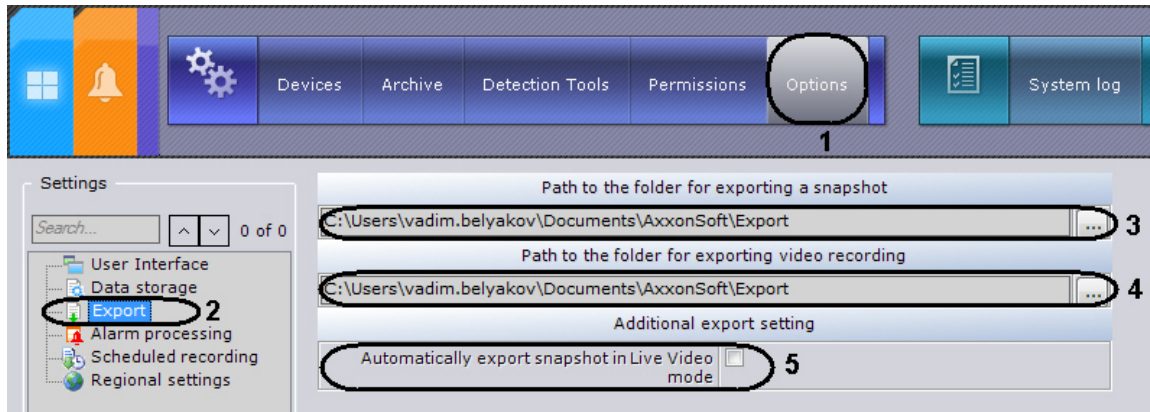 Devices
Archive
Detection Tools
Permissions
Options
System log
1
Settings
Search...
0 of 0
User Interface
Data storage
Export
2
Alarm processing
Scheduled recording
Regional settings
Path to the folder for exporting a snapshot
C:\Users\vadim.belyakov\Documents\AxxonSoft\Export
...
3
Path to the folder for exporting video recording
C:\Users\vadim.belyakov\Documents\AxxonSoft\Export
...
4
Additional export setting
Automatically export snapshot in Live Video
mode
5